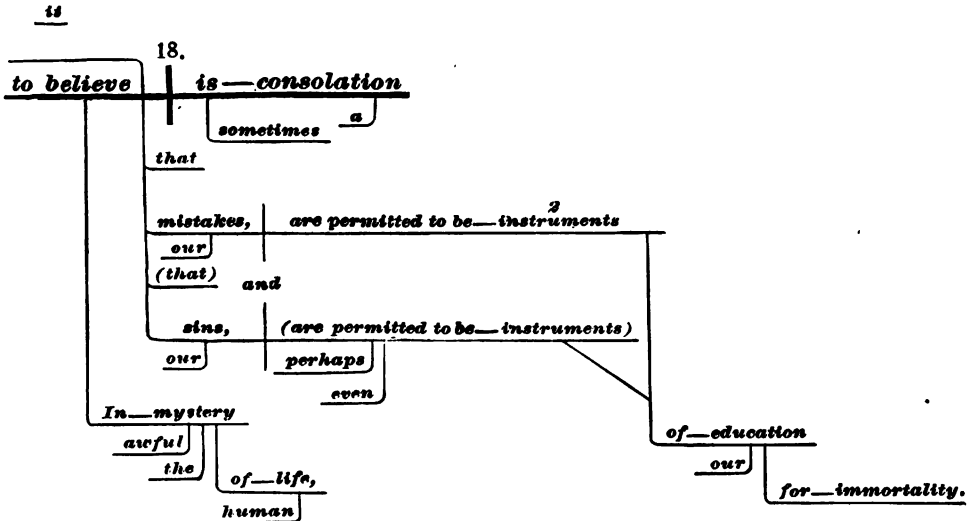 it
18.
to believe is—consolation
sometimes a
that
2
mistakes, are permitted to be—instruments
our
(that) and
sins, (are permitted to be—instruments)
our perhaps
even
In—mystery
awful of—education
the our
of—life, for—immortality.
human